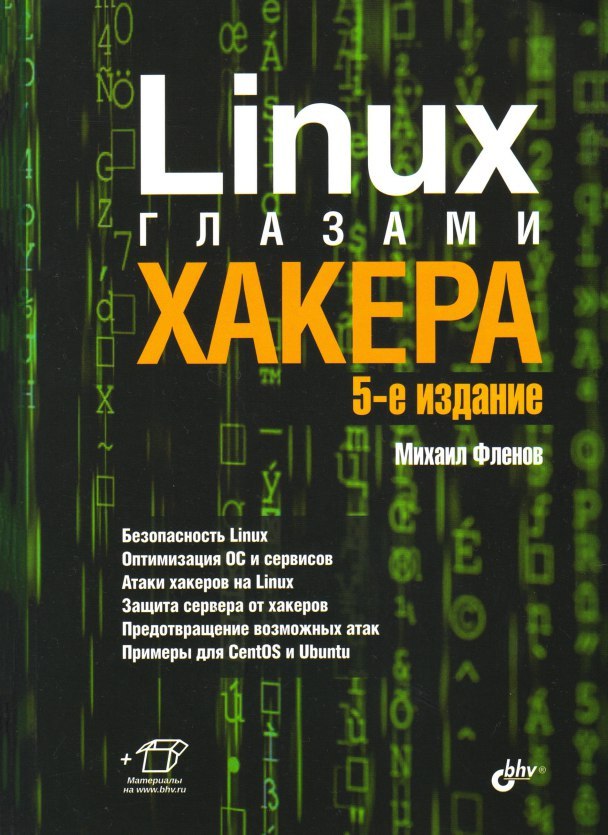 Linux
ГЛАЗАМИ
ХАКЕРА
5-е издание
Михаил Фленов
Безопасность Linux
Оптимизация ОС и сервисов
Атаки хакеров на Linux
Защита сервера от хакеров
Предотвращение возможных атак
Примеры для CentOS и Ubuntu
+
Материалы
на www.bhv.ru
bhv®